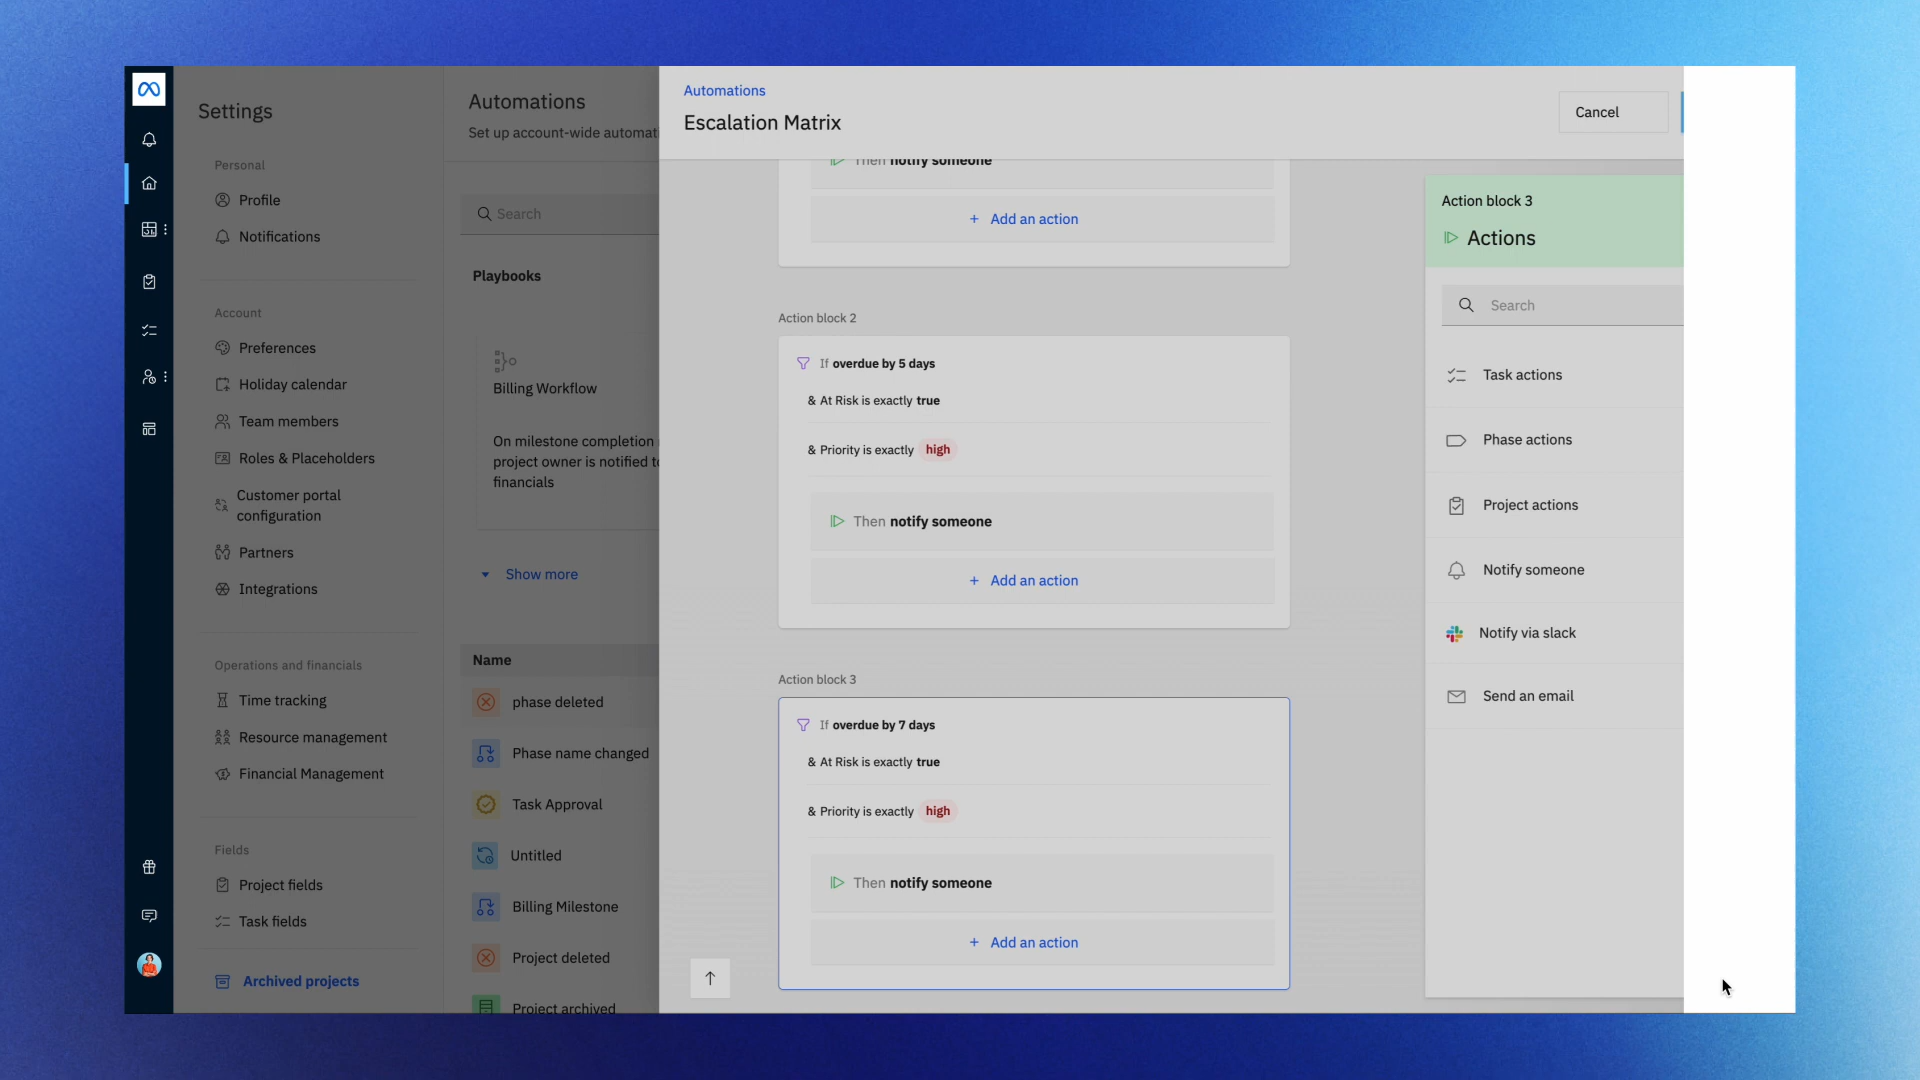 Settings
Personal
Profile
Notifications
Account
Preferences
Holiday calendar
Team members
Roles & Placeholders
Customer portal
configuration
Partners
Integrations
Operations and financials
Time tracking
Resource management
Financial Management
Fields
Project fields
Task fields
Archived projects
Automations
Set up account-wide automat
Search
Playbooks
Billing Workflow
On milestone completion
project owner is notified to
financials
Show more
Name
phase deleted
Phase name changed
Task Approval
Untitled
Billing Milestone
Project deleted
Project archived
Automations
Escalation Matrix
Cancel
Then notify someone
+ Add an action
Action block 2
If overdue by 5 days
& At Risk is exactly true
& Priority is exactly high
Then notify someone
+ Add an action
Action block 3
If overdue by 7 days
& At Risk is exactly true
& Priority is exactly high
Then notify someone
+ Add an action
Action block 3
Actions
Search
Task actions
Phase actions
Project actions
Notify someone
Notify via slack
Send an email